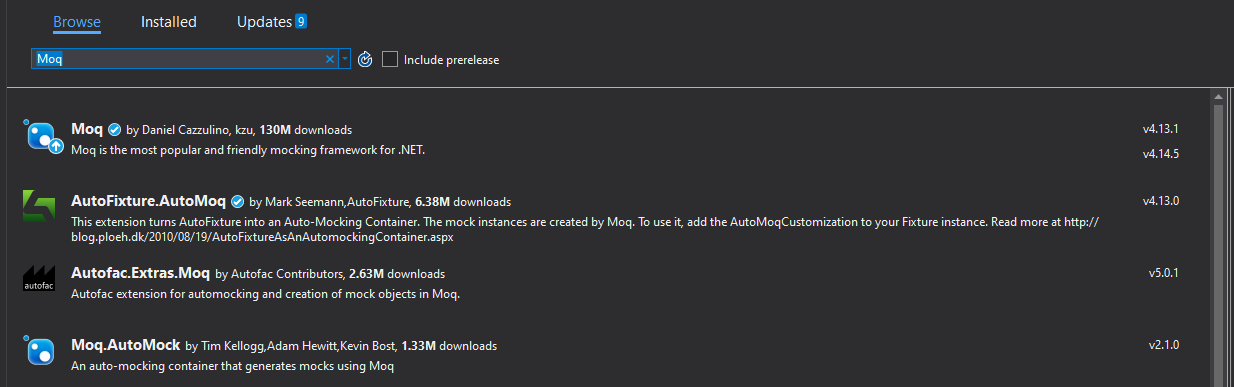 Browse Installed Updates 9
Moq Include prerelease
Moq by Daniel Cazzulino, kzu, 130M downloads v4.13.1
Moq is the most popular and friendly mocking framework for .NET. v4.14.5
AutoFixture.AutoMoq by Mark Seemann,AutoFixture, 6.38M downloads v4.13.0
This extension turns AutoFixture into an Auto-Mocking Container. The mock instances are created by Moq. To use it, add the AutoMoqCustomization to your Fixture instance. Read more at http://
blog.ploeh.dk/2010/08/19/AutoFixtureAsAnAutomockingContainer.aspx
Autofac.Extras.Moq by Autofac Contributors, 2.63M downloads v5.0.1
autofac Autofac extension for automocking and creation of mock objects in Moq.
Moq.AutoMock by Tim Kellogg,Adam Hewitt,Kevin Bost, 1.33M downloads v2.1.0
An auto-mocking container that generates mocks using Moq